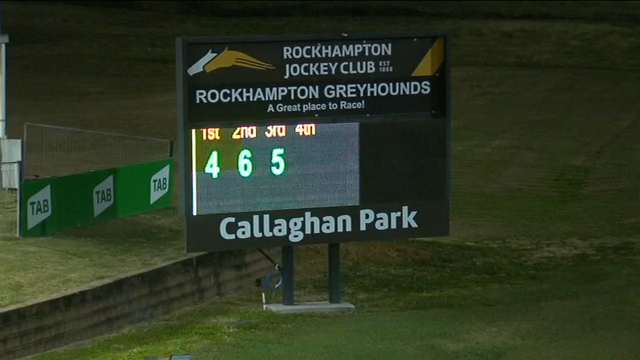 ROCKHAMPTON
JOCKEY CLUB EST 1868
ROCKHAMPTON GREYHOUNDS
A Great place to Race!
1st 2nd 3rd 4th
4 6 5
Callaghan Park
TAB TAB TAB